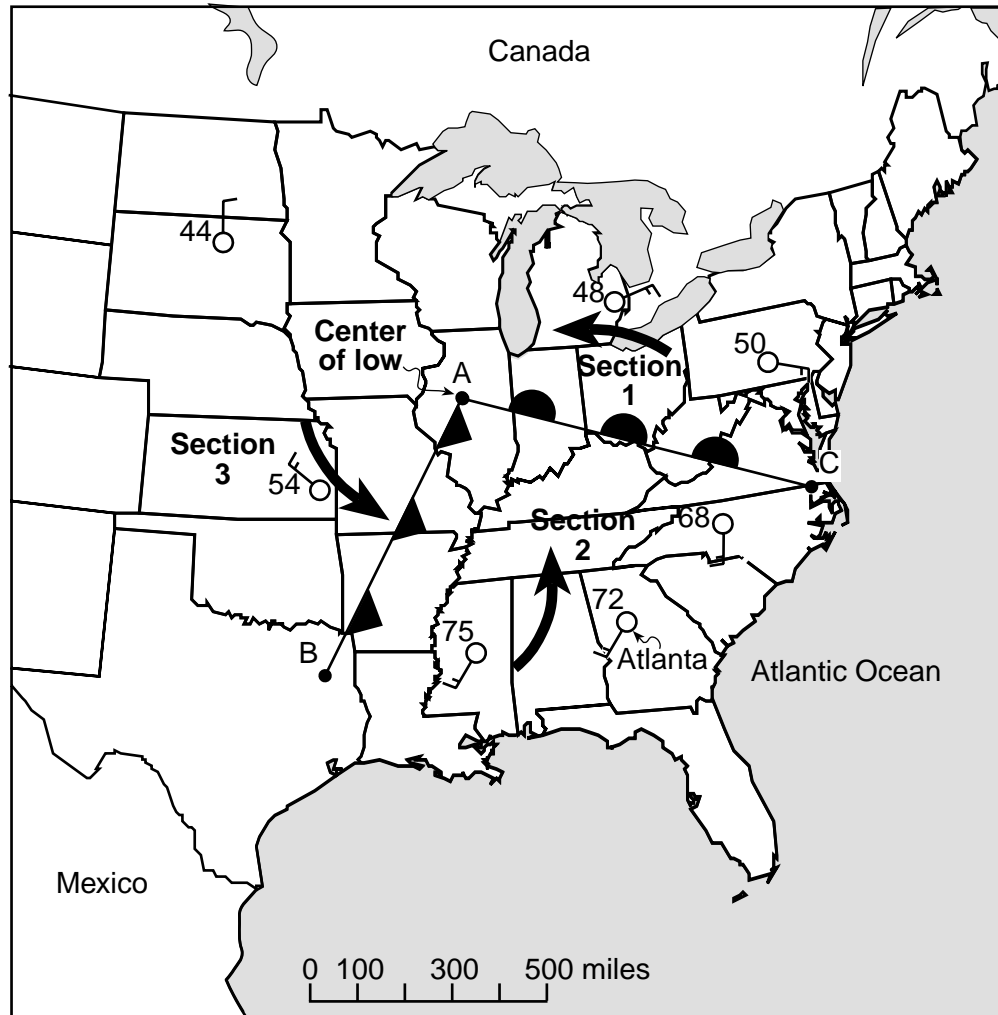 Canada
44
48
Center
of low
A
50
Section
1
Section
3
54
C
Section
2
68
72
75
Atlanta
B
Atlantic Ocean
Mexico
0 100 300 500 miles